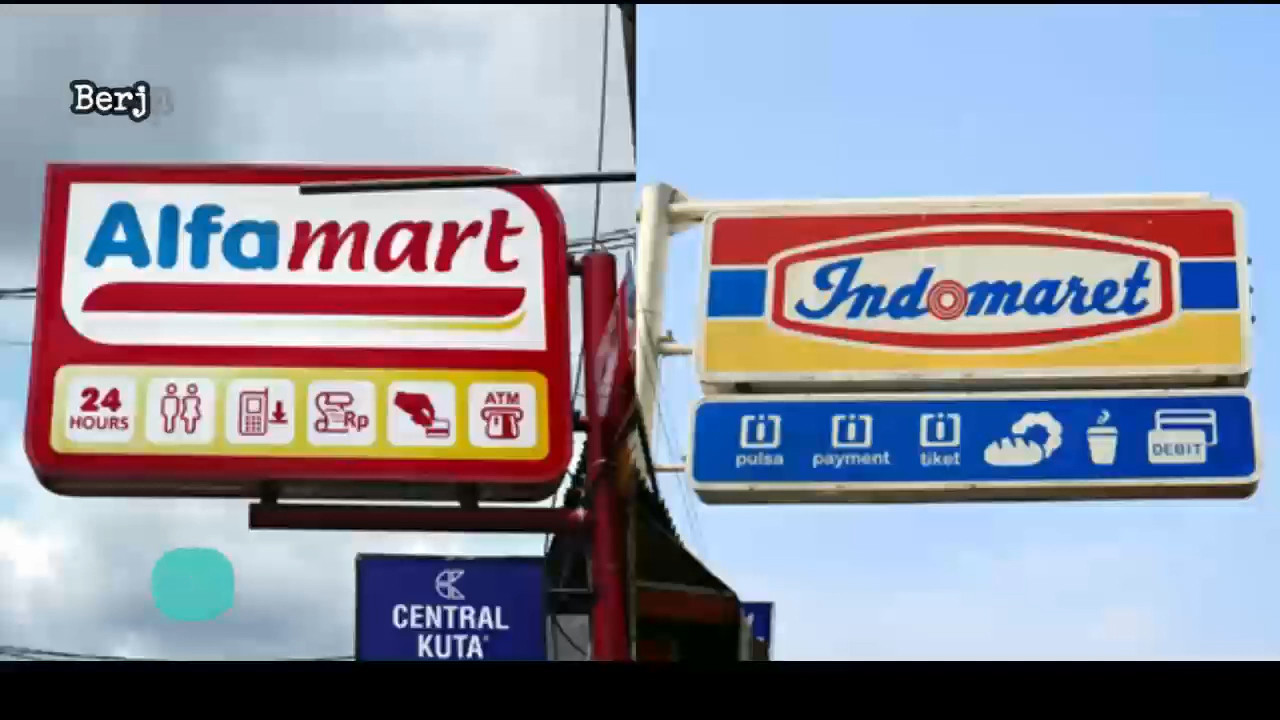 Berj
Alfamart
24
HOURS
Rp
ATM
CENTRAL
KUTA
Indomaret
pulsa
payment
tiket
DEBIT